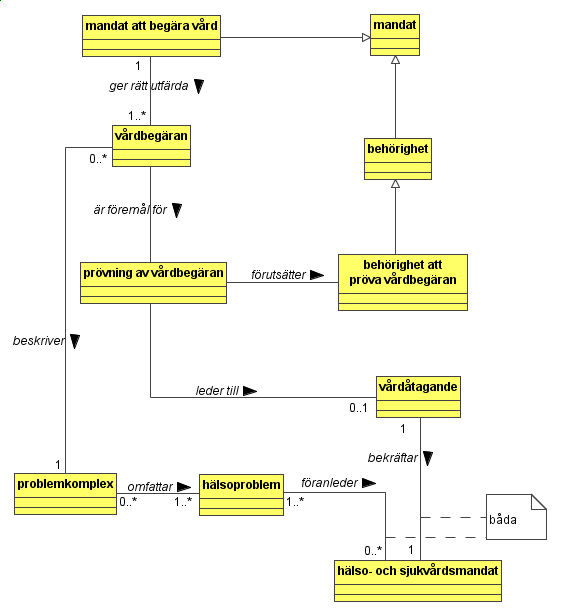 mandat att begära vård
mandat
1
ger rätt utfärda
1..*
vårdbegäran
0..*
behörighet
är föremål för
prövning av vårdbegäran
förutsätter
behörighet att
pröva vårdbegäran
beskriver
leder till
vårdåtagande
0..1
1
bekräftar
1
problemkomplex
omfattar
0..*
1..*
hälsoproblem
föranleder
1..*
båda
0..*
1
hälso- och sjukvårdsmandat